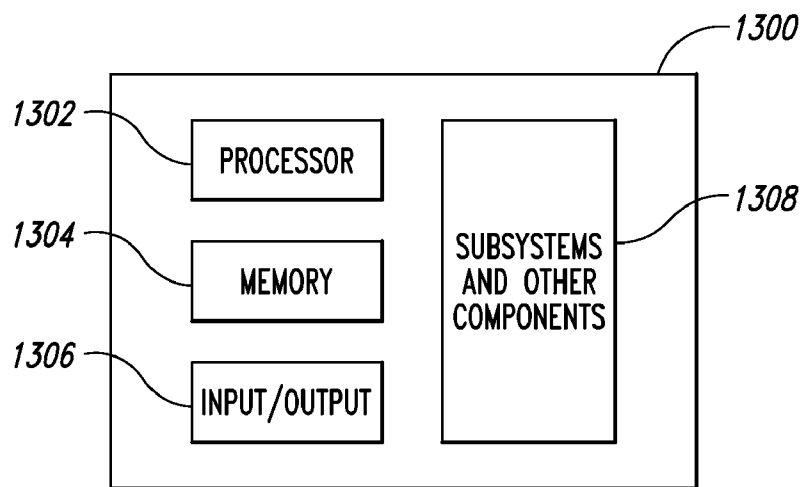 1300
1302
PROCESSOR
1304
MEMORY
1306
INPUT/OUTPUT
SUBSYSTEMS
AND OTHER
COMPONENTS
1308